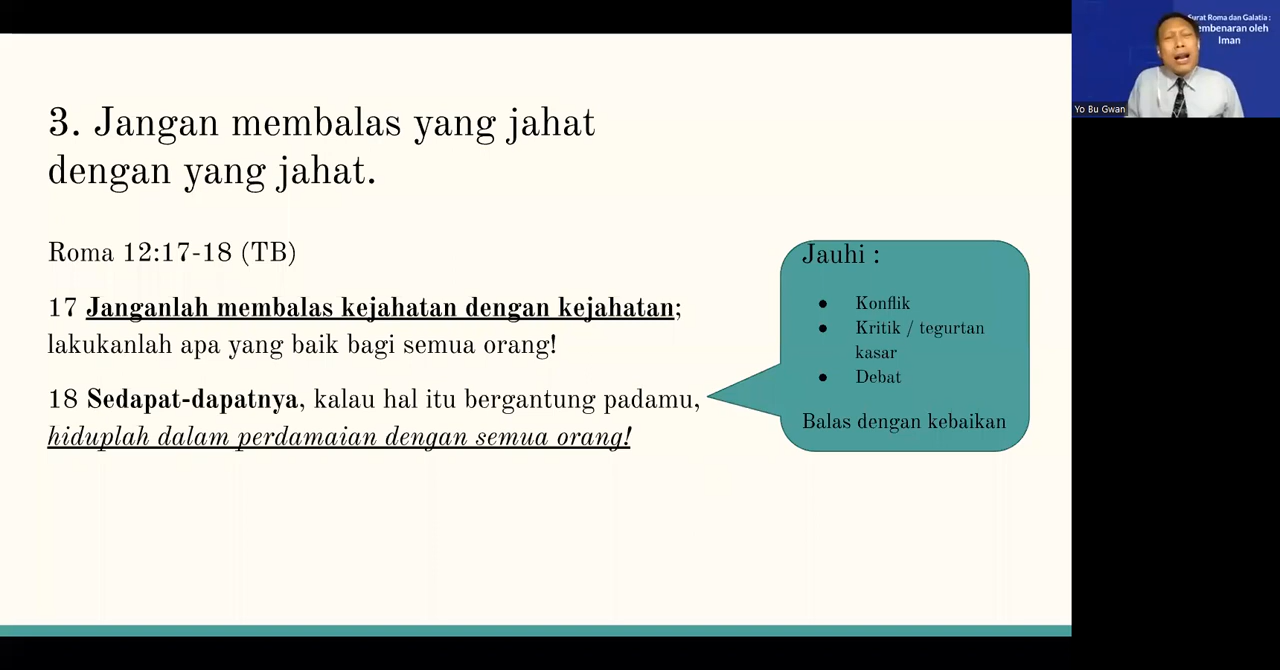 3. Jangan membalas yang jahat
dengan yang jahat.
Roma 12:17-18 (TB)
17 Janganlah membalas kejahatan dengan kejahatan;
lakukanlah apa yang baik bagi semua orang!
18 Sedapat-dapatnya, kalau hal itu bergantung padamu,
hiduplah dalam perdamaian dengan semua orang!
Jauhi :
● Konflik
● Kritik / tegurtan
kasar
● Debat
Balas dengan kebaikan
Surat Roma dan Galatia :
embenaran oleh
Iman
Yo Bu Gwan